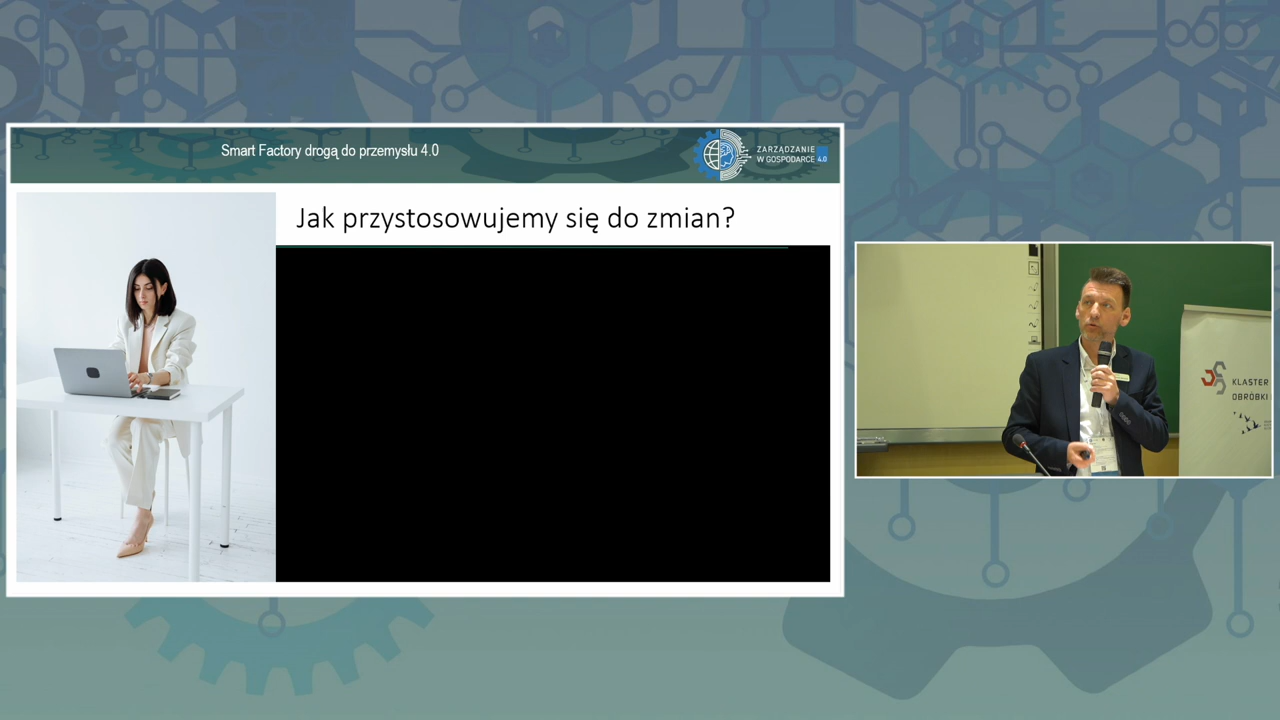 Smart Factory drogą do przemysłu 4.0
ZARZĄDZANIE
W GOSPODARCE 4.0
Jak przystosowujemy się do zmian?
KLASTER
OBRÓBKI